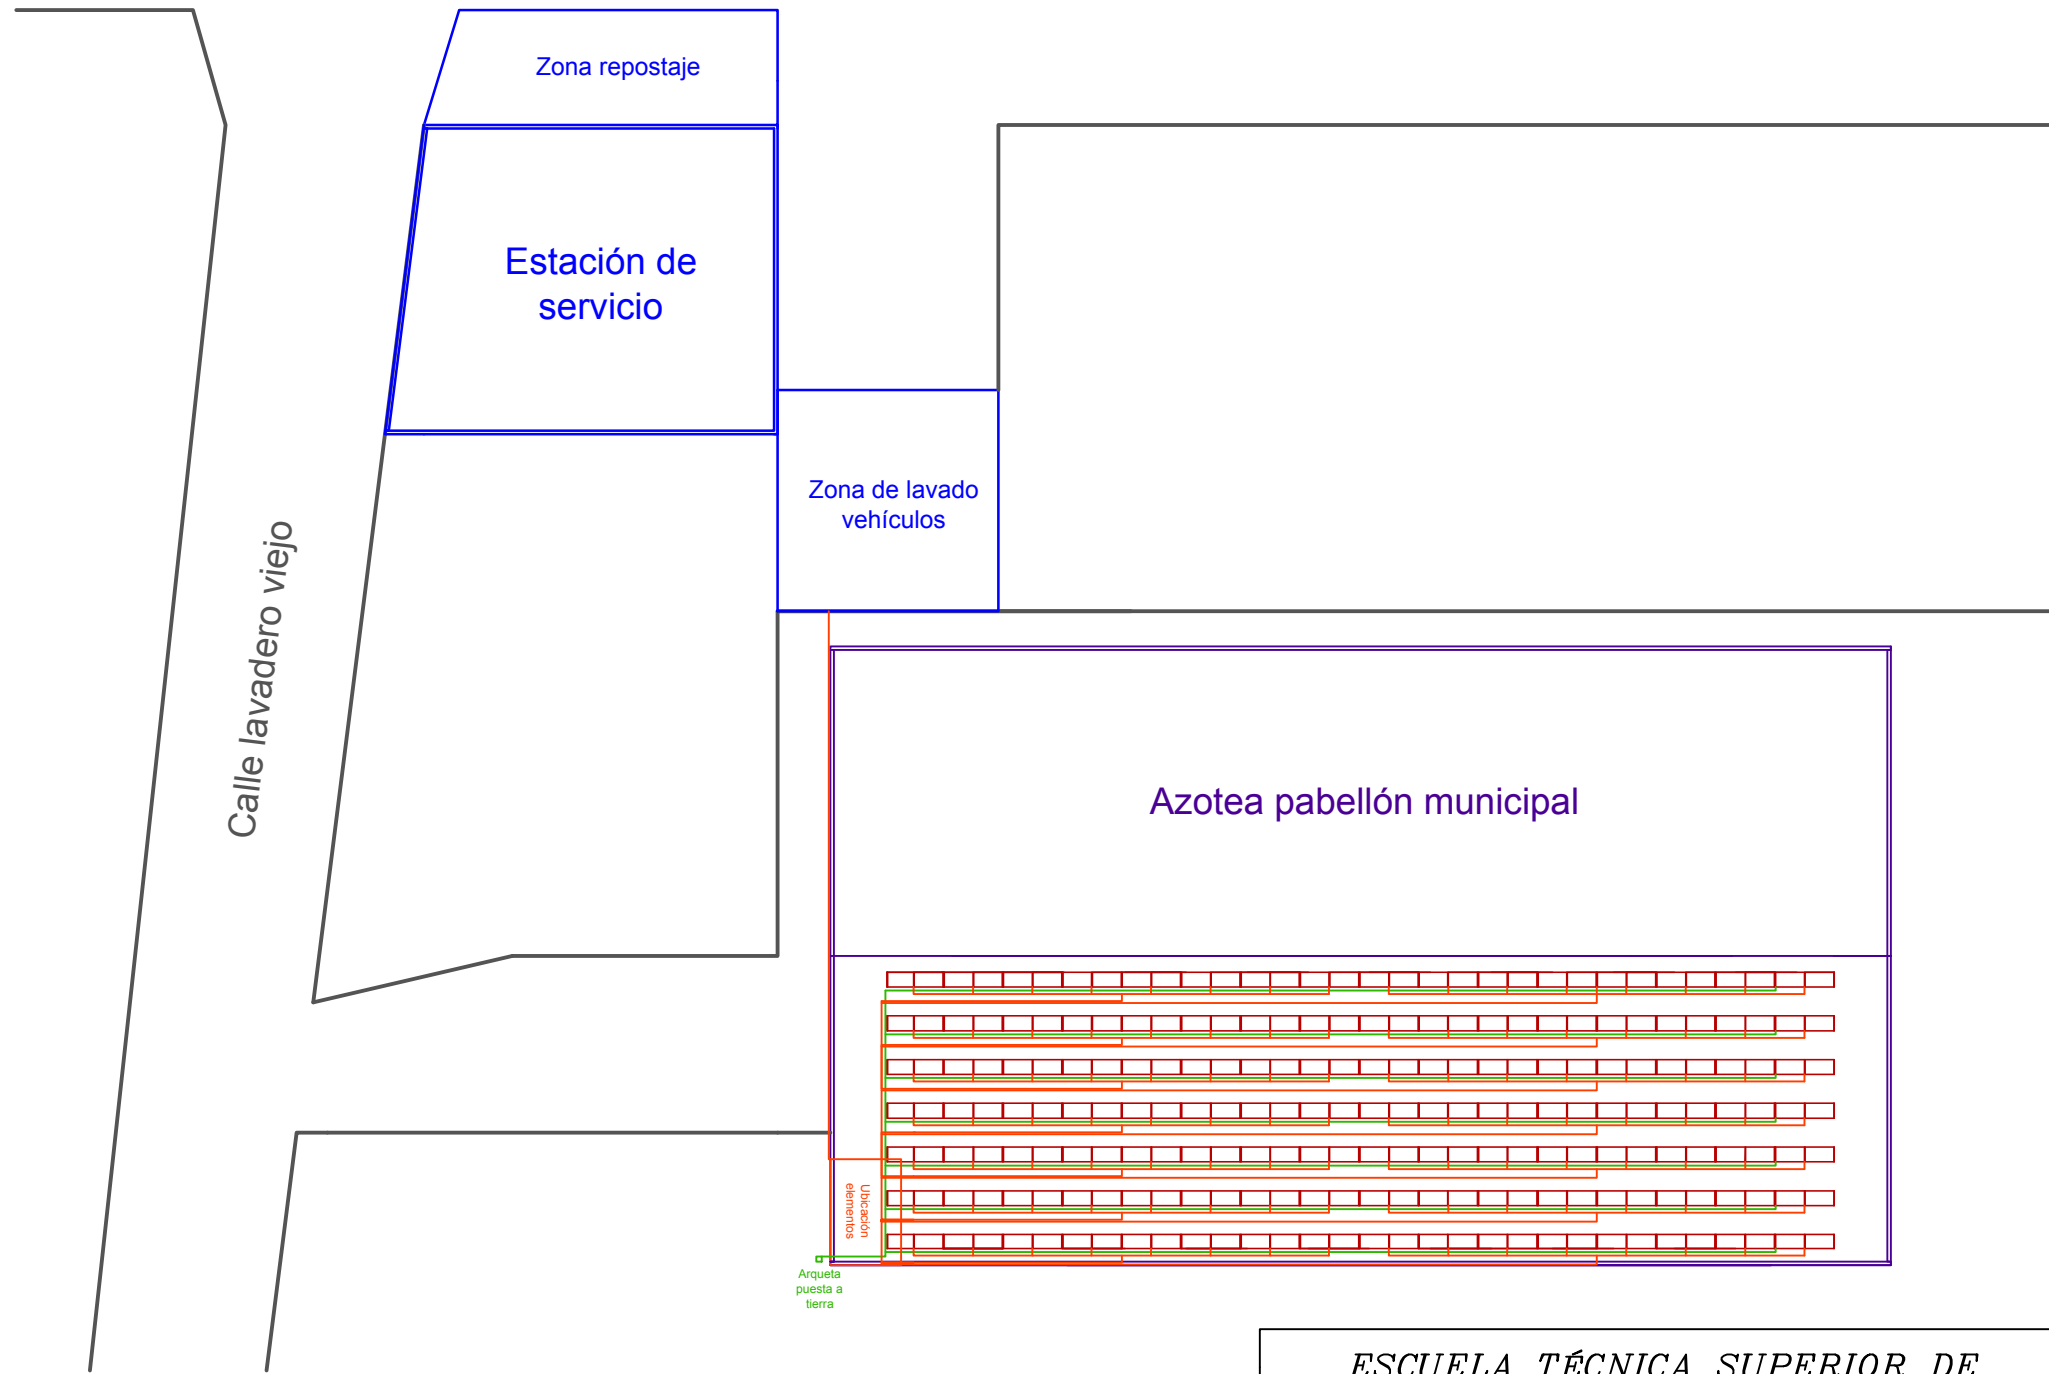 Zona repostaje
Estación de
servicio
Zona de lavado
vehículos
Calle lavadero viejo
Azotea pabellón municipal
Ubicación
elementos
Arqueta
puesta a
tierra
ESCUELA TÉCNICA SUPERIOR DE